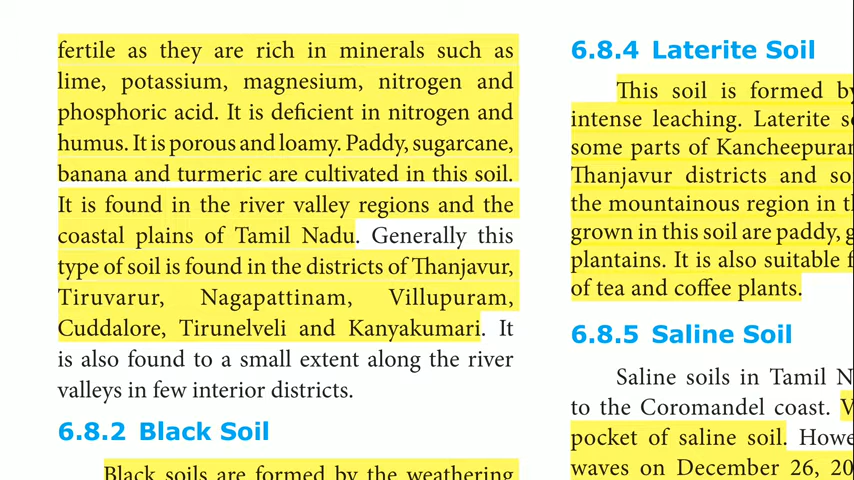 fertile as they are rich in minerals such as
lime, potassium, magnesium, nitrogen and
phosphoric acid. It is deficient in nitrogen and
humus. It is porous and loamy. Paddy, sugarcane,
banana and turmeric are cultivated in this soil.
It is found in the river valley regions and the
coastal plains of Tamil Nadu. Generally this
type of soil is found in the districts of Thanjavur,
Tiruvarur, Nagapattinam, Villupuram,
Cuddalore, Tirunelveli and Kanyakumari. It
is also found to a small extent along the river
valleys in few interior districts.
6.8.2 Black Soil
Black soils are formed by the weathering
6.8.4 Laterite Soil
This soil is formed by
intense leaching. Laterite
some parts of
Thanjavur districts and
the mountainous region in
grown in this soil are paddy,
plantains. It is also suitable
of tea and coffee plants.
6.8.5 Saline Soil
Saline soils in Tamil
to the Coromandel coast.
pocket of saline soil.
waves on December 26,